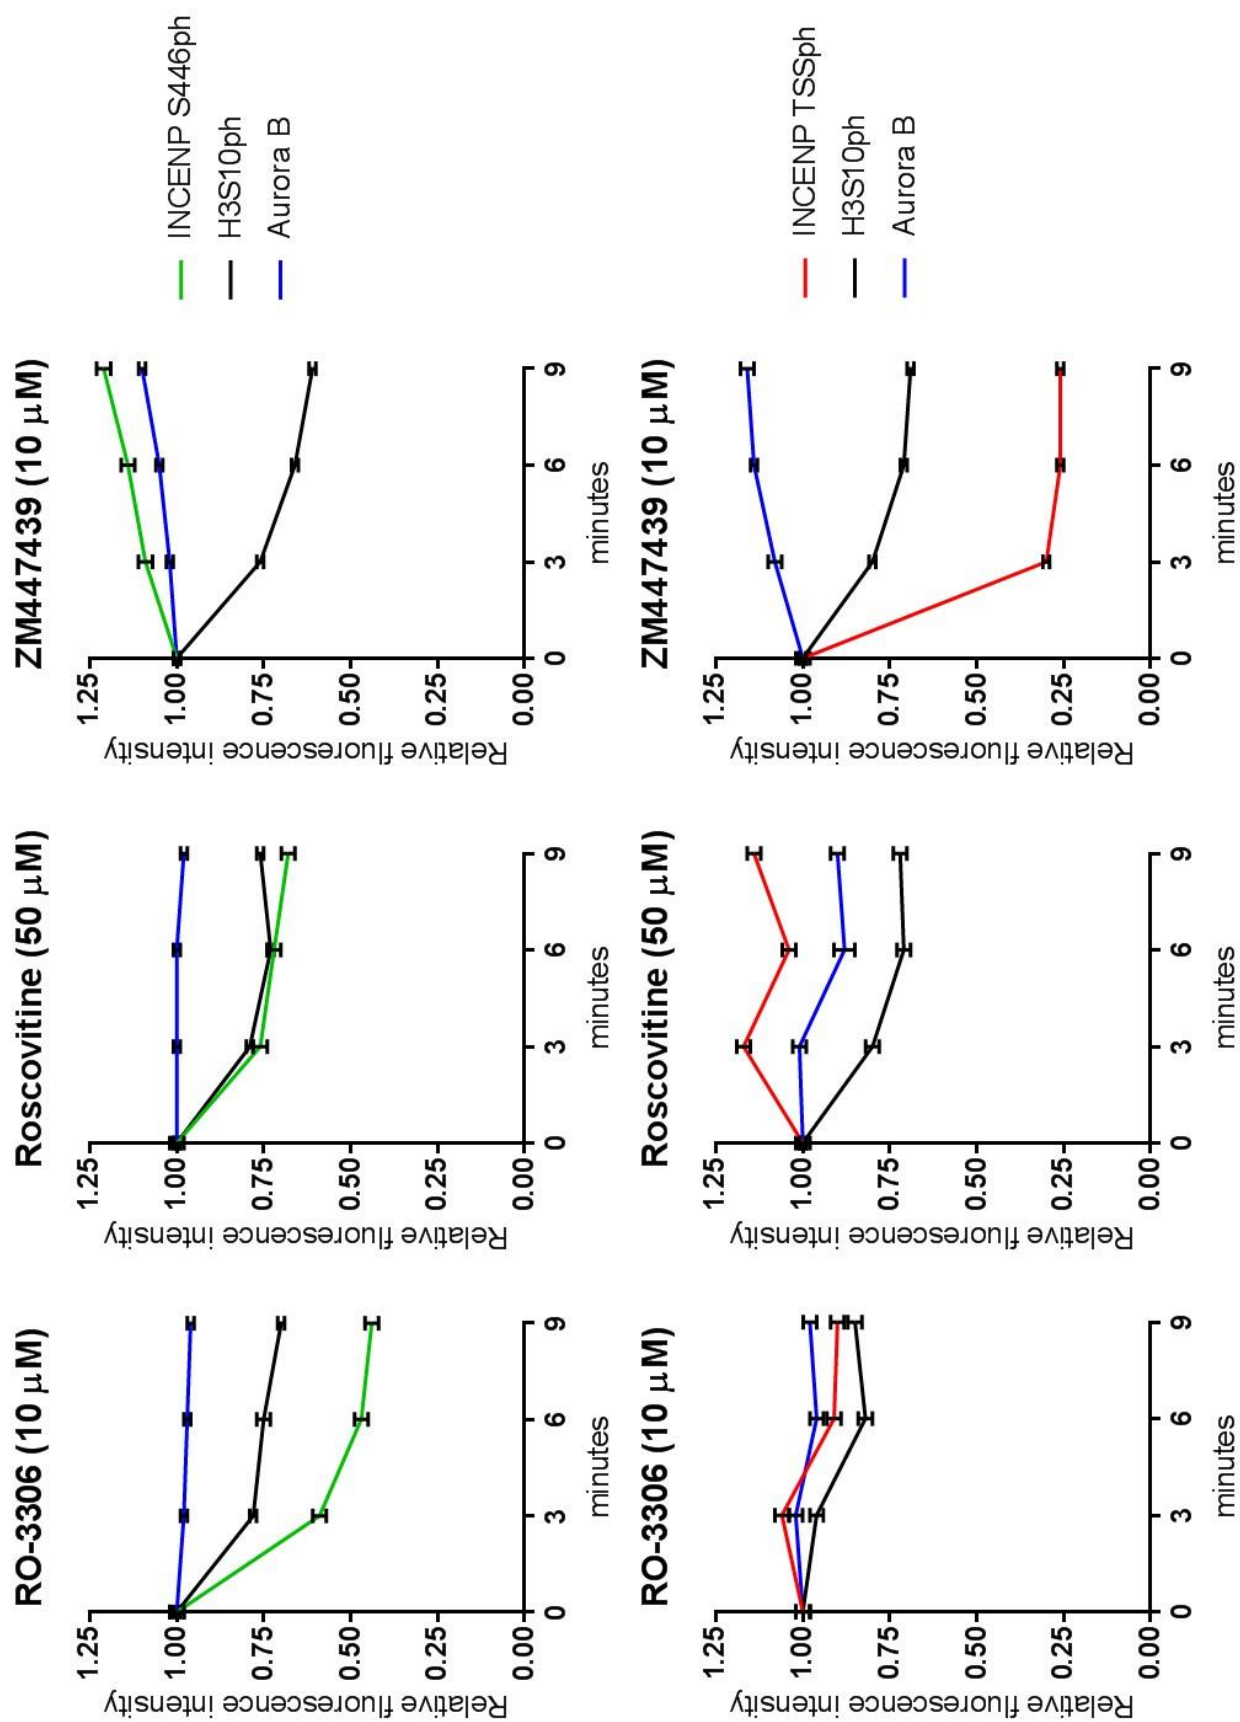 RO-3306 (10 μM)
Relative fluorescence intensity
1.25
1.00
0.75
0.50
0.25
0.00
0 3 6 9
minutes
Roscovitine (50 μM)
Relative fluorescence intensity
1.25
1.00
0.75
0.50
0.25
0.00
0 3 6 9
minutes
ZM447439 (10 μM)
Relative fluorescence intensity
1.25
1.00
0.75
0.50
0.25
0.00
0 3 6 9
minutes
INCENP S446ph
H3S10ph
Aurora B
RO-3306 (10 μM)
Relative fluorescence intensity
1.25
1.00
0.75
0.50
0.25
0.00
0 3 6 9
minutes
Roscovitine (50 μM)
Relative fluorescence intensity
1.25
1.00
0.75
0.50
0.25
0.00
0 3 6 9
minutes
ZM447439 (10 μM)
Relative fluorescence intensity
1.25
1.00
0.75
0.50
0.25
0.00
0 3 6 9
minutes
INCENP TSSph
H3S10ph
Aurora B